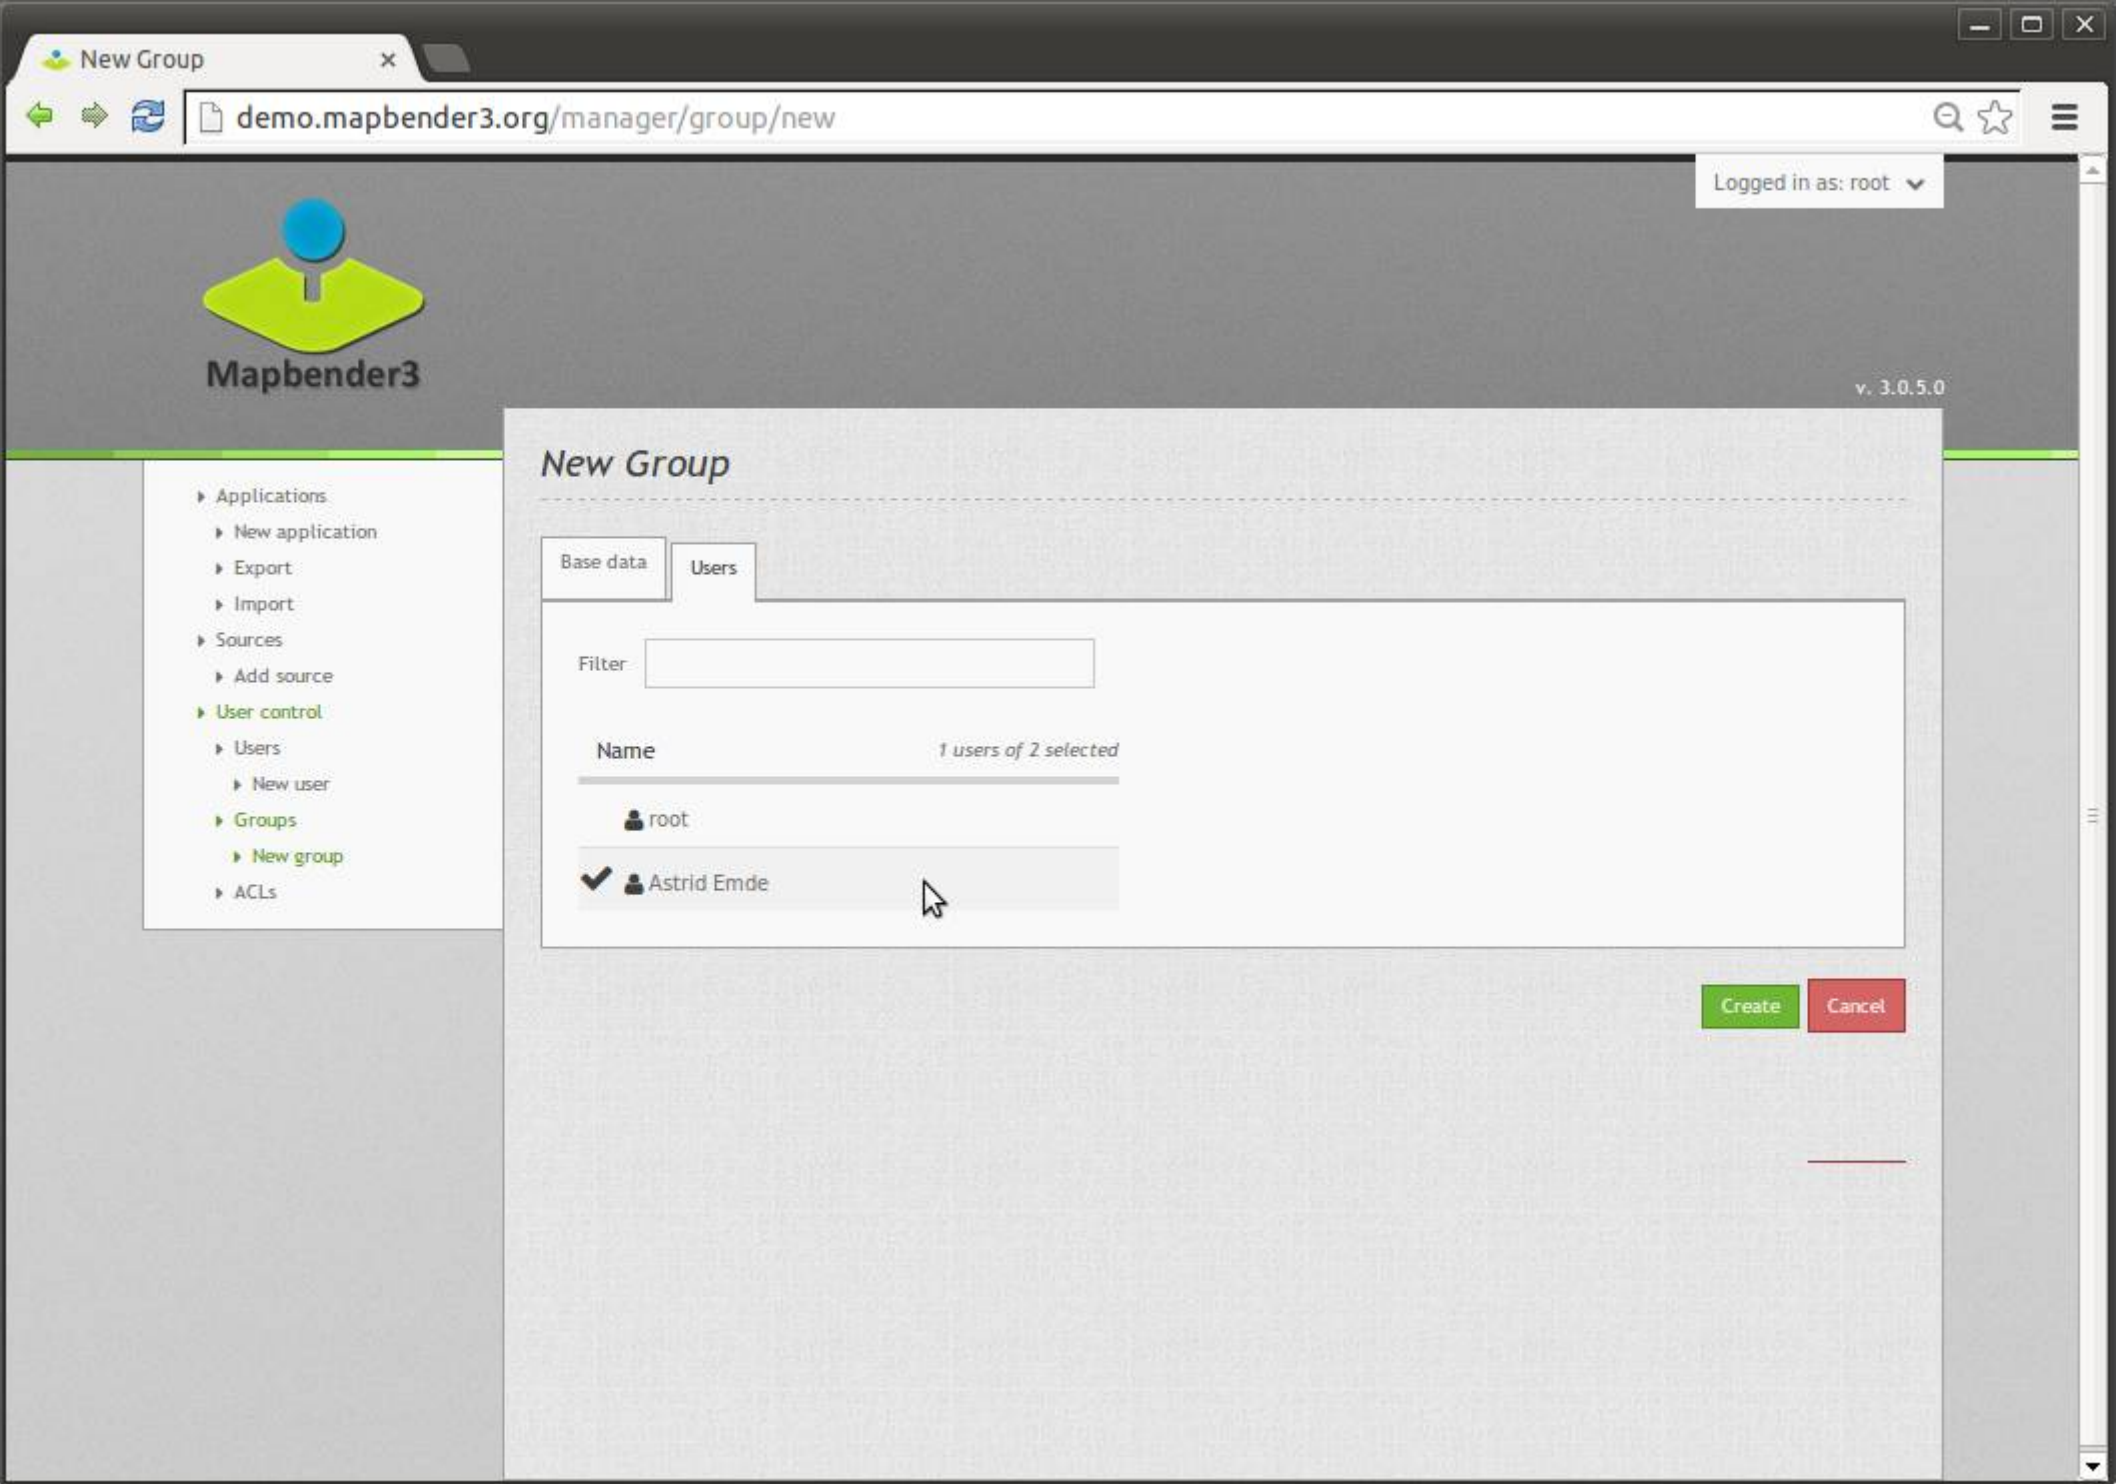 New Group
demo.mapbender3.org/manager/group/new
Logged in as: root
Mapbender3
v. 3.0.5.0
Applications
New application
Export
Import
Sources
Add source
User control
Users
New user
Groups
New group
ACLs
New Group
Base data
Users
Filter
Name 1 users of 2 selected
root
Astrid Emde
Create Cancel